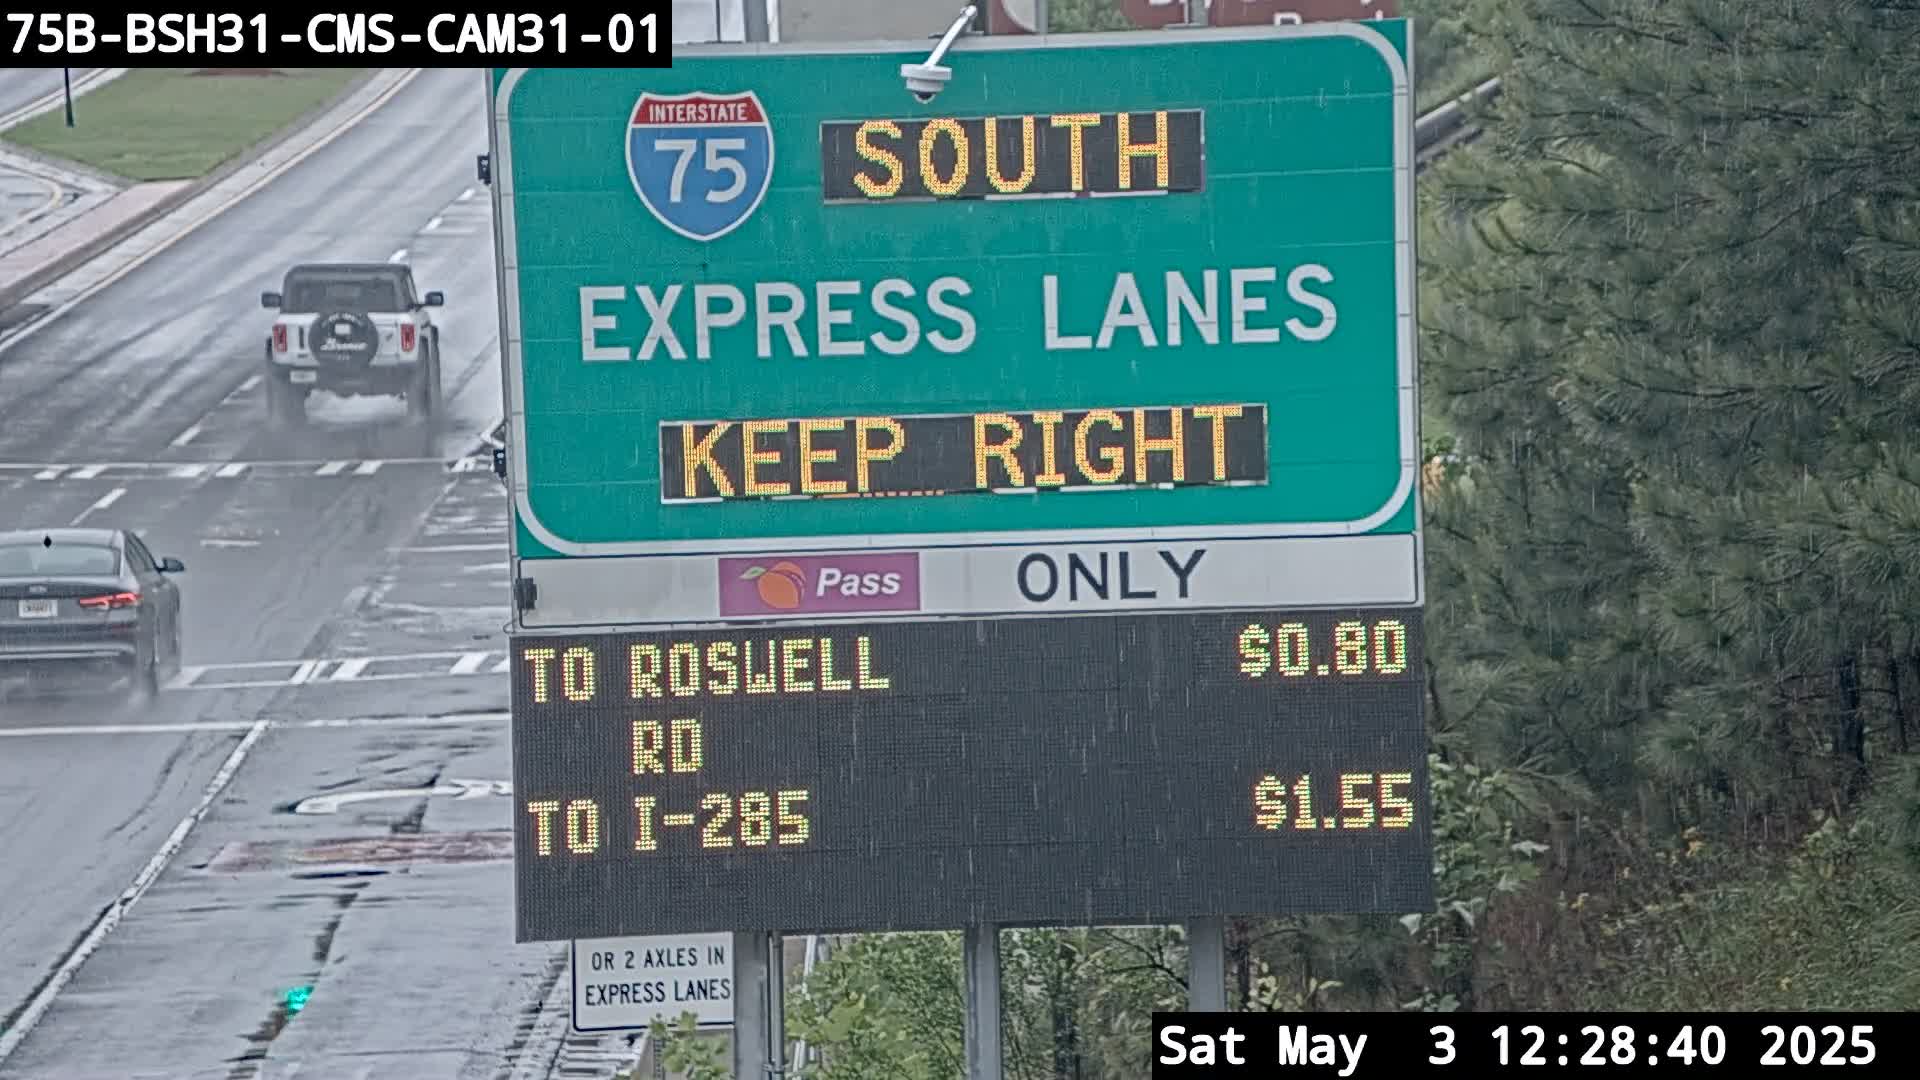 75B-BSH31-CMS-CAM31-01
INTERSTATE
75
SOUTH
EXPRESS LANES
KEEP RIGHT
Pass
ONLY
TO ROSWELL $0.80
RD
TO I-285 $1.55
OR 2 AXLES IN
EXPRESS LANES
Bronco
Sat May 3 12:28:40 2025